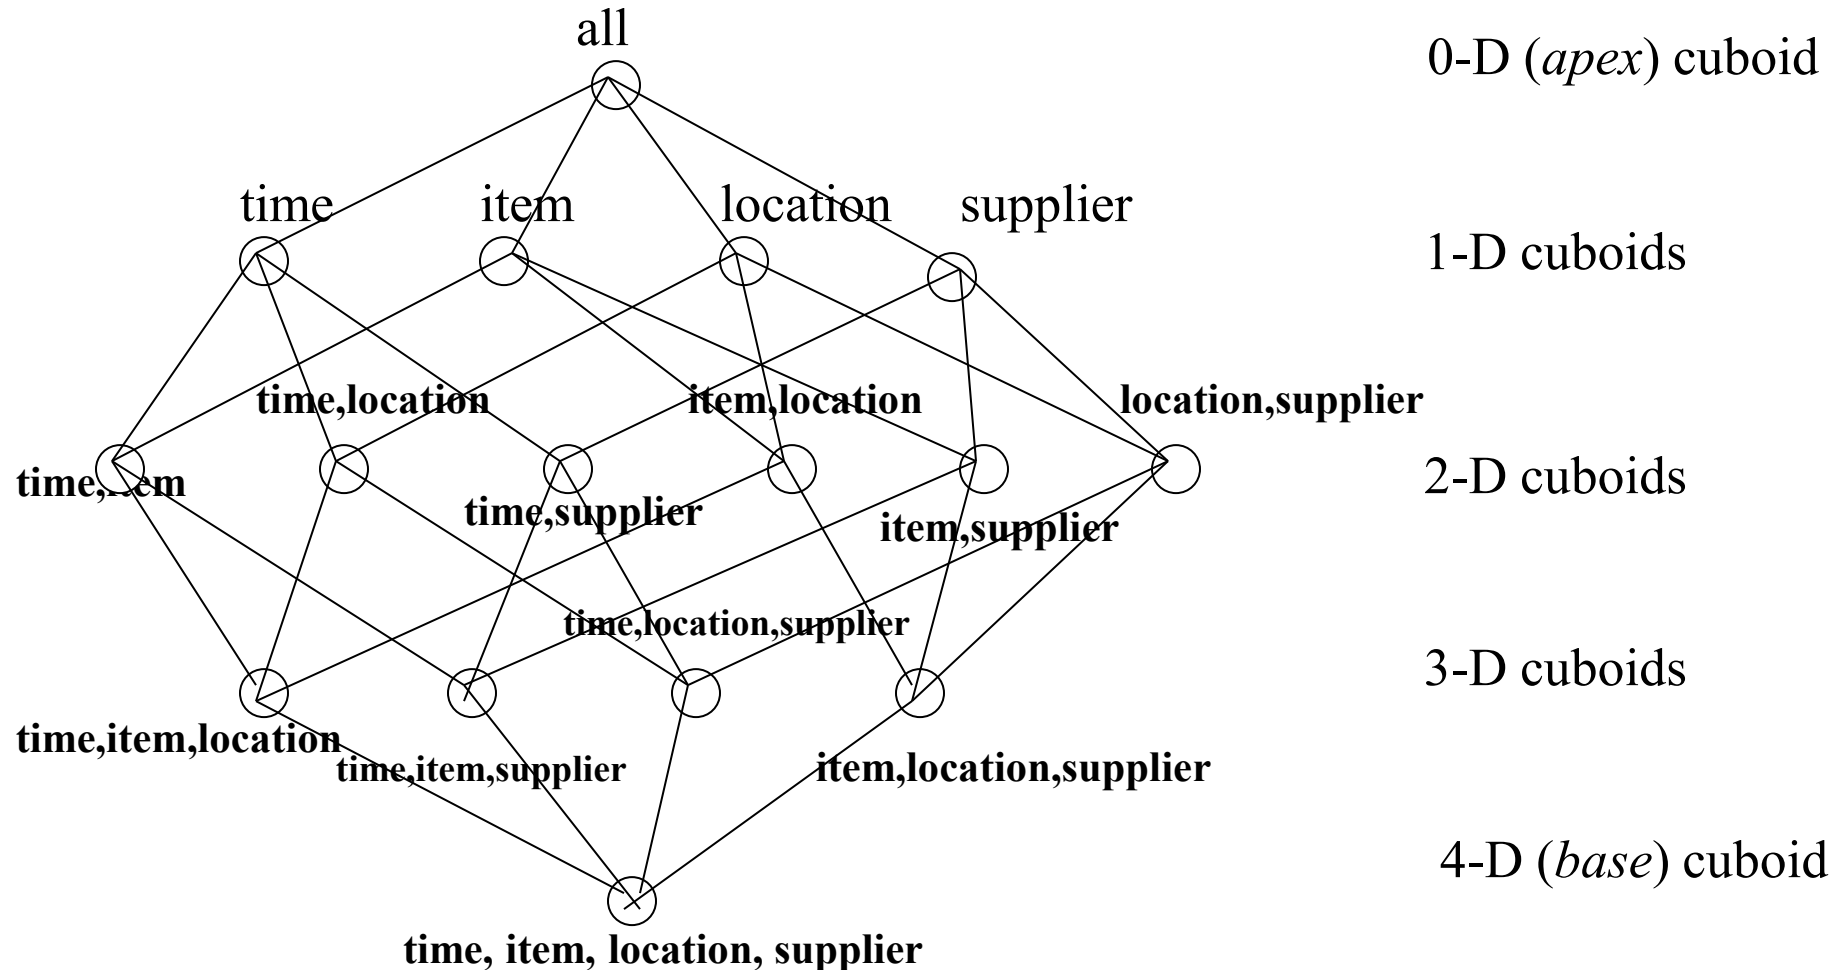 all
0-D (apex) cuboid
time
item
location
supplier
1-D cuboids
time,location
item,location
location,supplier
time,item
2-D cuboids
time,supplier
item,supplier
time,location,supplier
3-D cuboids
time,item,location
time,item,supplier
item,location,supplier
4-D (base) cuboid
time, item, location, supplier